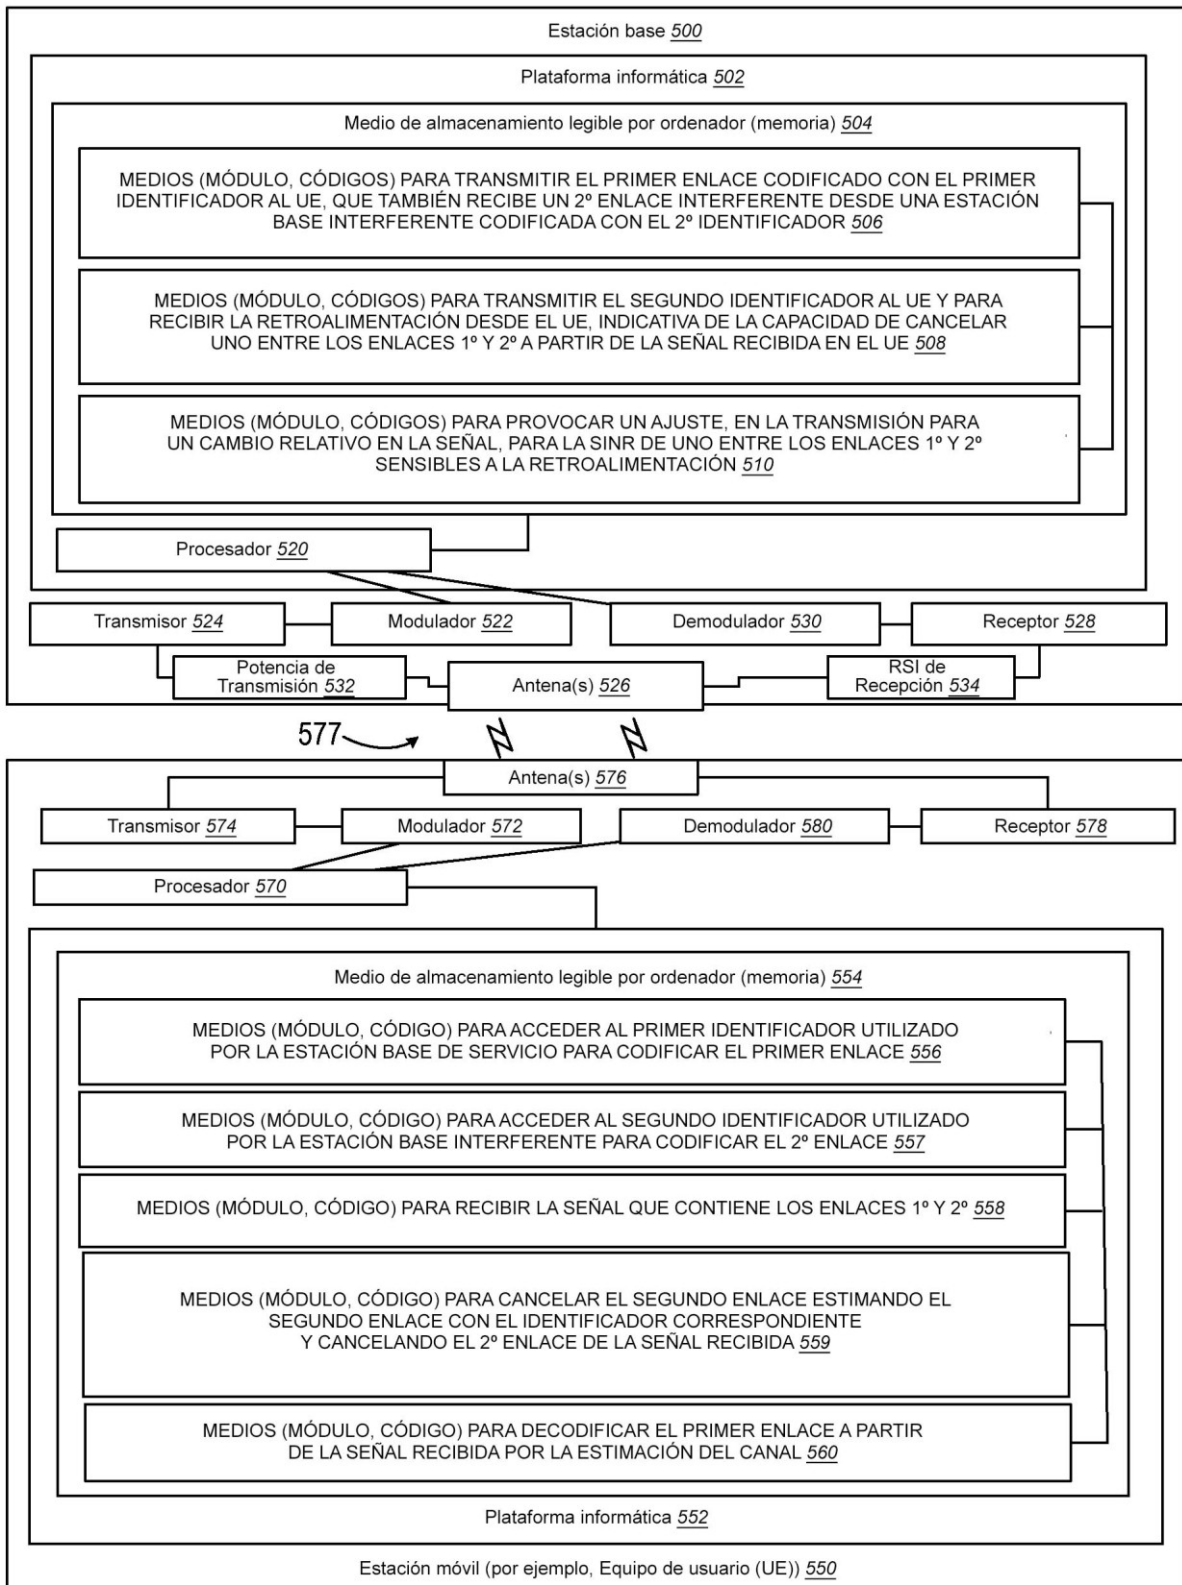 Estación base 500
Plataforma informática 502
Medio de almacenamiento legible por ordenador (memoria) 504
MEDIOS (MÓDULO, CÓDIGOS) PARA TRANSMITIR EL PRIMER ENLACE CODIFICADO CON EL PRIMER
IDENTIFICADOR AL UE, QUE TAMBIÉN RECIBE UN 2º ENLACE INTERFERENTE DESDE UNA ESTACIÓN
BASE INTERFERENTE CODIFICADA CON EL 2º IDENTIFICADOR 506
MEDIOS (MÓDULO, CÓDIGOS) PARA TRANSMITIR EL SEGUNDO IDENTIFICADOR AL UE Y PARA
RECIBIR LA RETROALIMENTACIÓN DESDE EL UE, INDICATIVA DE LA CAPACIDAD DE CANCELAR
UNO ENTRE LOS ENLACES 1º Y 2º A PARTIR DE LA SEÑAL RECIBIDA EN EL UE 508
MEDIOS (MÓDULO, CÓDIGOS) PARA PROVOCAR UN AJUSTE, EN LA TRANSMISIÓN PARA
UN CAMBIO RELATIVO EN LA SEÑAL, PARA LA SINR DE UNO ENTRE LOS ENLACES 1º Y 2º
SENSIBLES A LA RETROALIMENTACIÓN 510
Procesador 520
Transmisor 524
Modulador 522
Demodulador 530
Receptor 528
Potencia de
Transmisión 532
Antena(s) 526
RSI de
Recepción 534
577
Antena(s) 576
Transmisor 574
Modulador 572
Demodulador 580
Receptor 578
Procesador 570
Medio de almacenamiento legible por ordenador (memoria) 554
MEDIOS (MÓDULO, CÓDIGO) PARA ACCEDER AL PRIMER IDENTIFICADOR UTILIZADO
POR LA ESTACIÓN BASE DE SERVICIO PARA CODIFICAR EL PRIMER ENLACE 556
MEDIOS (MÓDULO, CÓDIGO) PARA ACCEDER AL SEGUNDO IDENTIFICADOR UTILIZADO
POR LA ESTACIÓN BASE INTERFERENTE PARA CODIFICAR EL 2º ENLACE 557
MEDIOS (MÓDULO, CÓDIGO) PARA RECIBIR LA SEÑAL QUE CONTIENE LOS ENLACES 1º Y 2º 558
MEDIOS (MÓDULO, CÓDIGO) PARA CANCELAR EL SEGUNDO ENLACE ESTIMANDO EL
SEGUNDO ENLACE CON EL IDENTIFICADOR CORRESPONDIENTE
Y CANCELANDO EL 2º ENLACE DE LA SEÑAL RECIBIDA 559
MEDIOS (MÓDULO, CÓDIGO) PARA DECODIFICAR EL PRIMER ENLACE A PARTIR
DE LA SEÑAL RECIBIDA POR LA ESTIMACIÓN DEL CANAL 560
Plataforma informática 552
Estación móvil (por ejemplo, Equipo de usuario (UE)) 550